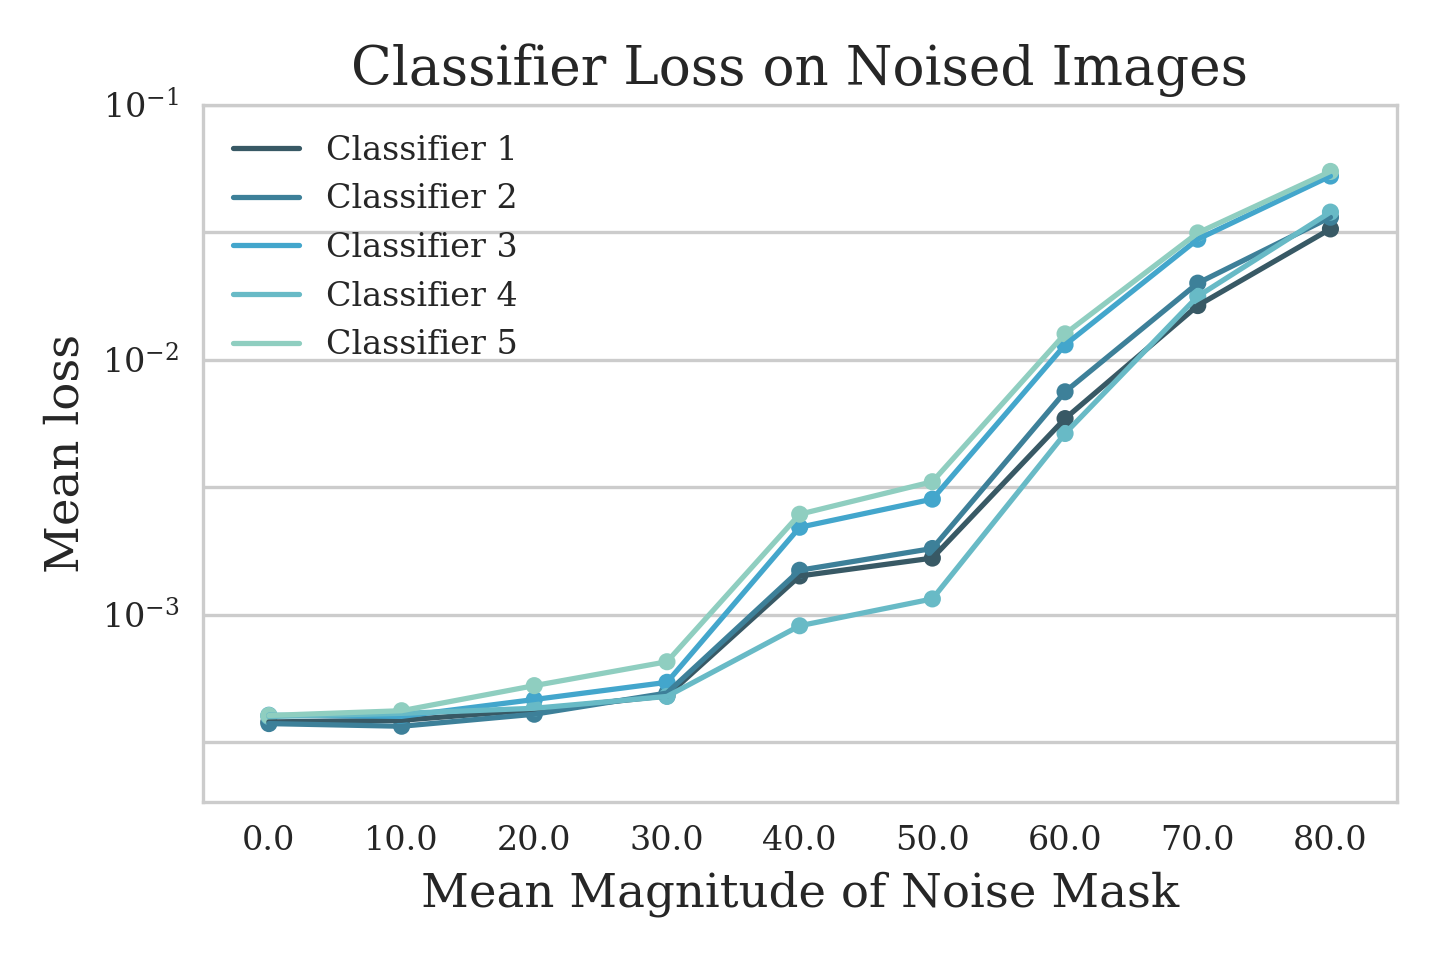 Classifier Loss on Noised Images
10⁻¹
Classifier 1
Classifier 2
Classifier 3
Classifier 4
Classifier 5
10⁻²
10⁻³
Mean loss
0.0 10.0 20.0 30.0 40.0 50.0 60.0 70.0 80.0
Mean Magnitude of Noise Mask